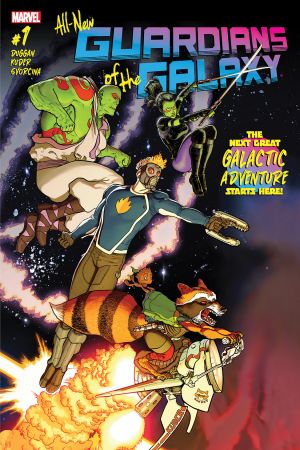 MARVEL
#1
DUGGAN
KUDER
SVORCINA
All-New
GUARDIANS
of the
GALAXY
THE
NEXT GREAT
GALACTIC
ADVENTURE
STARTS HERE!